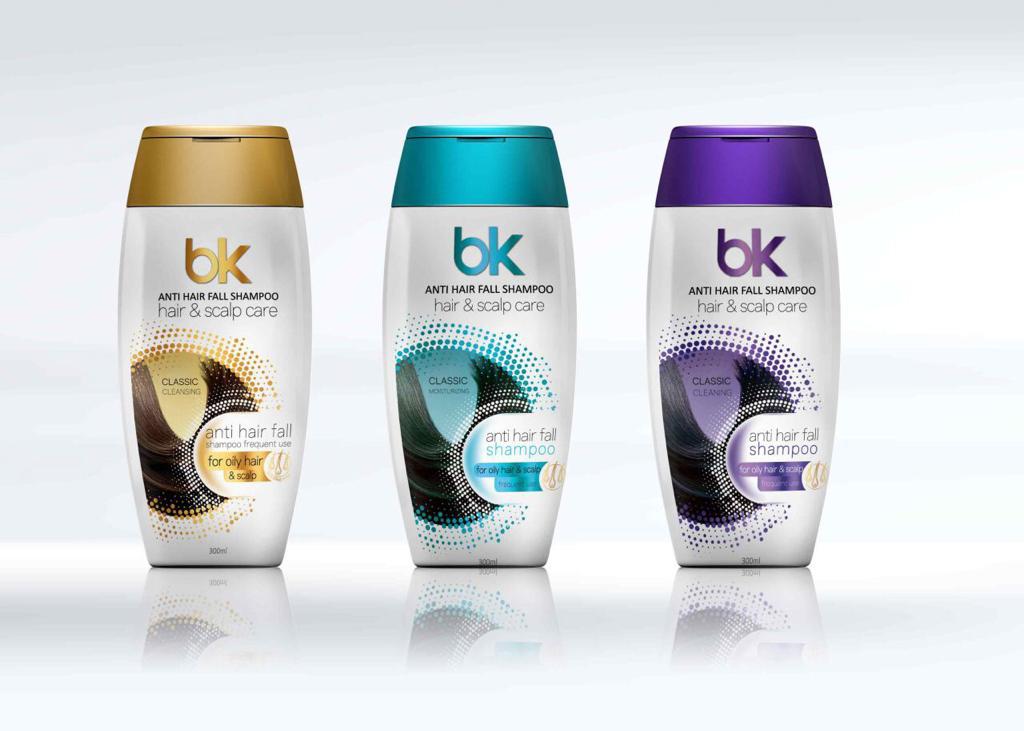 bk
ANTI HAIR FALL SHAMPOO
hair & scalp care
CLASSIC
CLEANSING
anti hair fall
shampoo frequent use
for oily hair
& scalp
300ml
bk
ANTI HAIR FALL SHAMPOO
hair & scalp care
CLASSIC
MOISTURIZING
anti hair fall
shampoo
for oily hair & scalp
frequent use
300ml
bk
ANTI HAIR FALL SHAMPOO
hair & scalp care
CLASSIC
CLEANING
anti hair fall
shampoo
for oily hair & scalp
frequent use
300ml